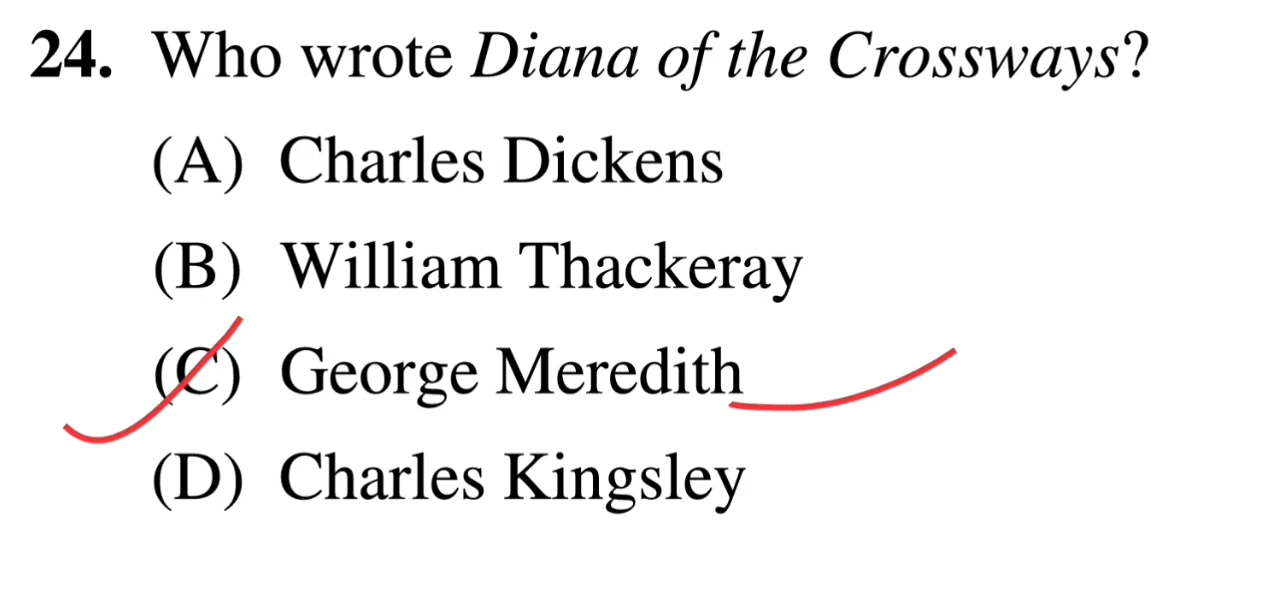 24. Who wrote Diana of the Crossways?
(A) Charles Dickens
(B) William Thackeray
(C) George Meredith
(D) Charles Kingsley